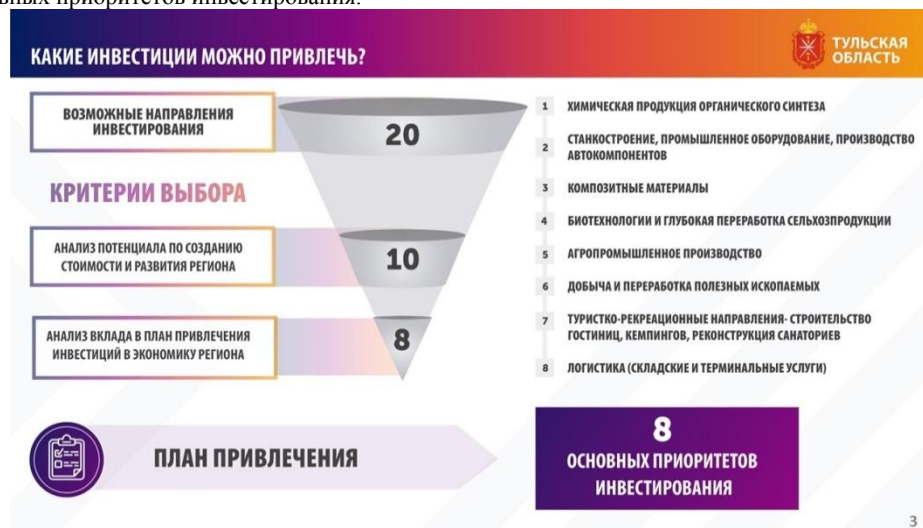 вных приоритетов инвестирования.
КАКИЕ ИНВЕСТИЦИИ МОЖНО ПРИВЛЕЧЬ?
ТУЛЬСКАЯ
ОБЛАСТЬ
ВОЗМОЖНЫЕ НАПРАВЛЕНИЯ
ИНВЕСТИРОВАНИЯ
20
КРИТЕРИИ ВЫБОРА
АНАЛИЗ ПОТЕНЦИАЛА ПО СОЗДАНИЮ
СТОИМОСТИ И РАЗВИТИЯ РЕГИОНА
10
АНАЛИЗ ВКЛАДА В ПЛАН ПРИВЛЕЧЕНИЯ
ИНВЕСТИЦИЙ В ЭКОНОМИКУ РЕГИОНА
8
1 ХИМИЧЕСКАЯ ПРОДУКЦИЯ ОРГАНИЧЕСКОГО СИНТЕЗА
2 СТАНКОСТРОЕНИЕ, ПРОМЫШЛЕННОЕ ОБОРУДОВАНИЕ, ПРОИЗВОДСТВО
АВТОКОМПОНЕНТОВ
3 КОМПОЗИТНЫЕ МАТЕРИАЛЫ
4 БИОТЕХНОЛОГИИ И ГЛУБОКАЯ ПЕРЕРАБОТКА СЕЛЬХОЗПРОДУКЦИИ
5 АГРОПРОМЫШЛЕННОЕ ПРОИЗВОДСТВО
6 ДОБЫЧА И ПЕРЕРАБОТКА ПОЛЕЗНЫХ ИСКОПАЕМЫХ
7 ТУРИСТКО-РЕКРЕАЦИОННЫЕ НАПРАВЛЕНИЯ- СТРОИТЕЛЬСТВО
ГОСТИНИЦ, КЕМПИНГОВ, РЕКОНСТРУКЦИЯ САНАТОРИЕВ
8 ЛОГИСТИКА (СКЛАДСКИЕ И ТЕРМИНАЛЬНЫЕ УСЛУГИ)
ПЛАН ПРИВЛЕЧЕНИЯ
8
ОСНОВНЫХ ПРИОРИТЕТОВ
ИНВЕСТИРОВАНИЯ
3